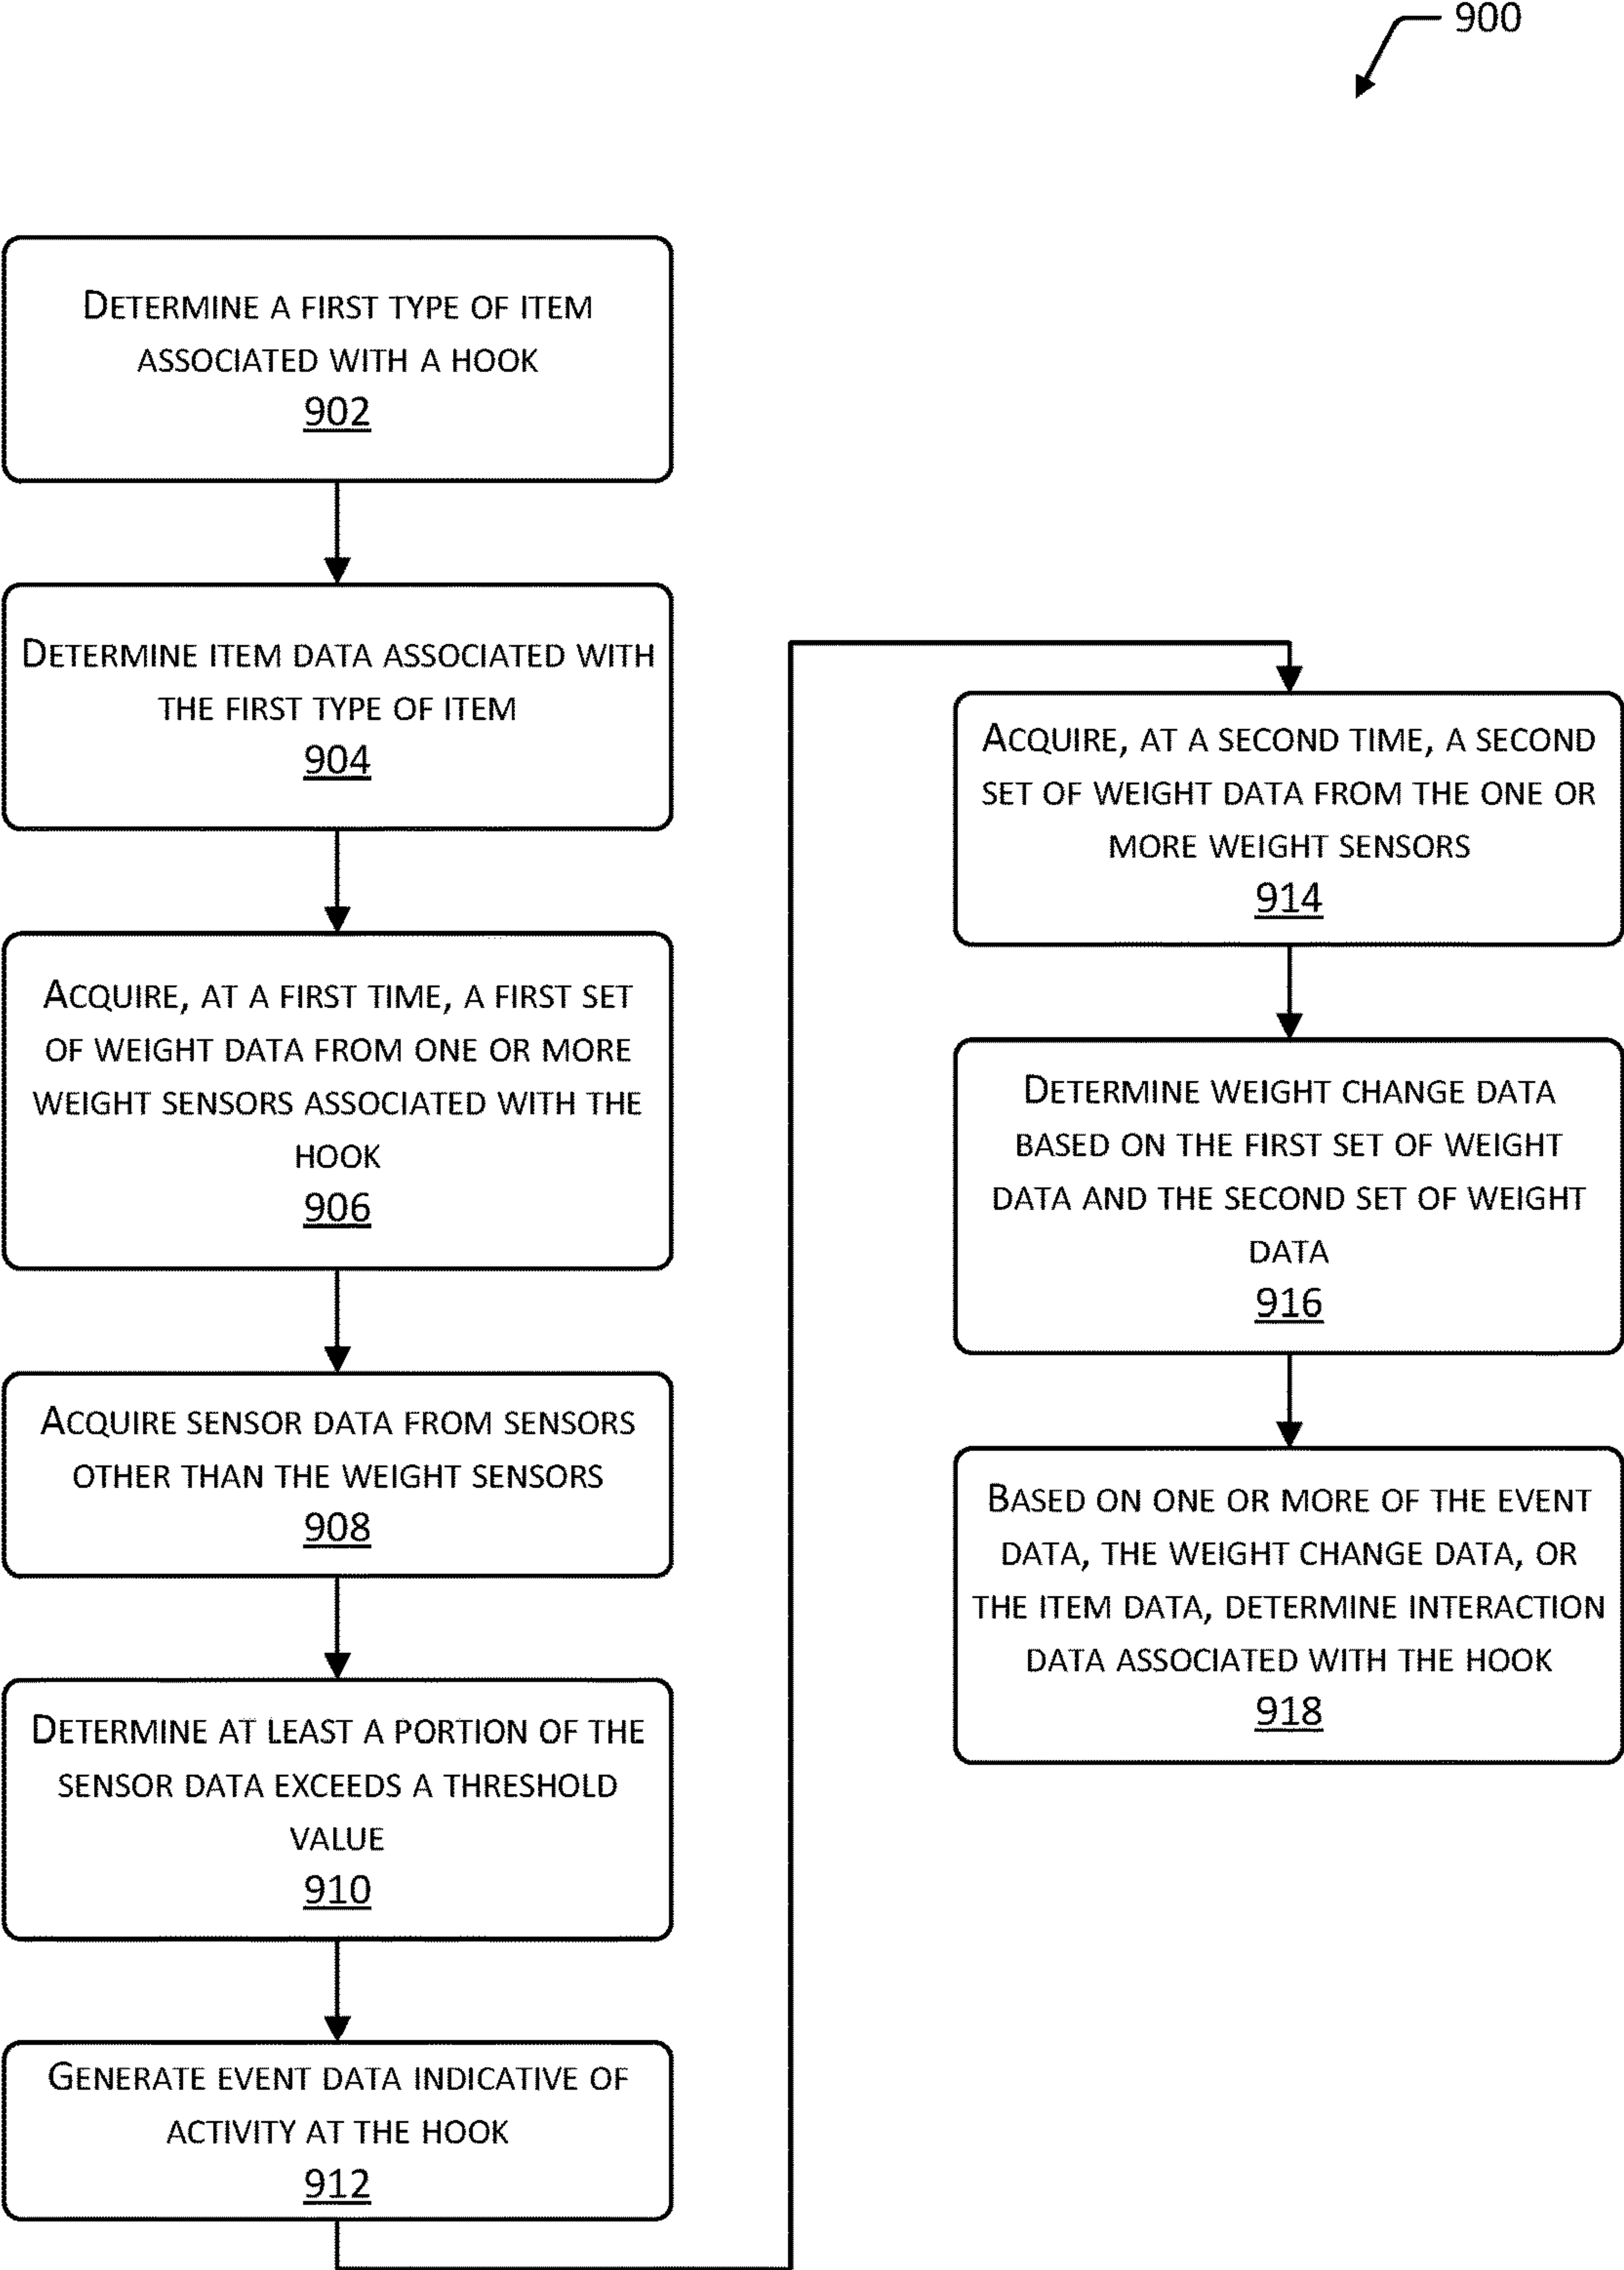 900
DETERMINE A FIRST TYPE OF ITEM
ASSOCIATED WITH A HOOK
902
DETERMINE ITEM DATA ASSOCIATED WITH
THE FIRST TYPE OF ITEM
904
ACQUIRE, AT A FIRST TIME, A FIRST SET
OF WEIGHT DATA FROM ONE OR MORE
WEIGHT SENSORS ASSOCIATED WITH THE
HOOK
906
ACQUIRE SENSOR DATA FROM SENSORS
OTHER THAN THE WEIGHT SENSORS
908
DETERMINE AT LEAST A PORTION OF THE
SENSOR DATA EXCEEDS A THRESHOLD
VALUE
910
GENERATE EVENT DATA INDICATIVE OF
ACTIVITY AT THE HOOK
912
ACQUIRE, AT A SECOND TIME, A SECOND
SET OF WEIGHT DATA FROM THE ONE OR
MORE WEIGHT SENSORS
914
DETERMINE WEIGHT CHANGE DATA
BASED ON THE FIRST SET OF WEIGHT
DATA AND THE SECOND SET OF WEIGHT
DATA
916
BASED ON ONE OR MORE OF THE EVENT
DATA, THE WEIGHT CHANGE DATA, OR
THE ITEM DATA, DETERMINE INTERACTION
DATA ASSOCIATED WITH THE HOOK
918